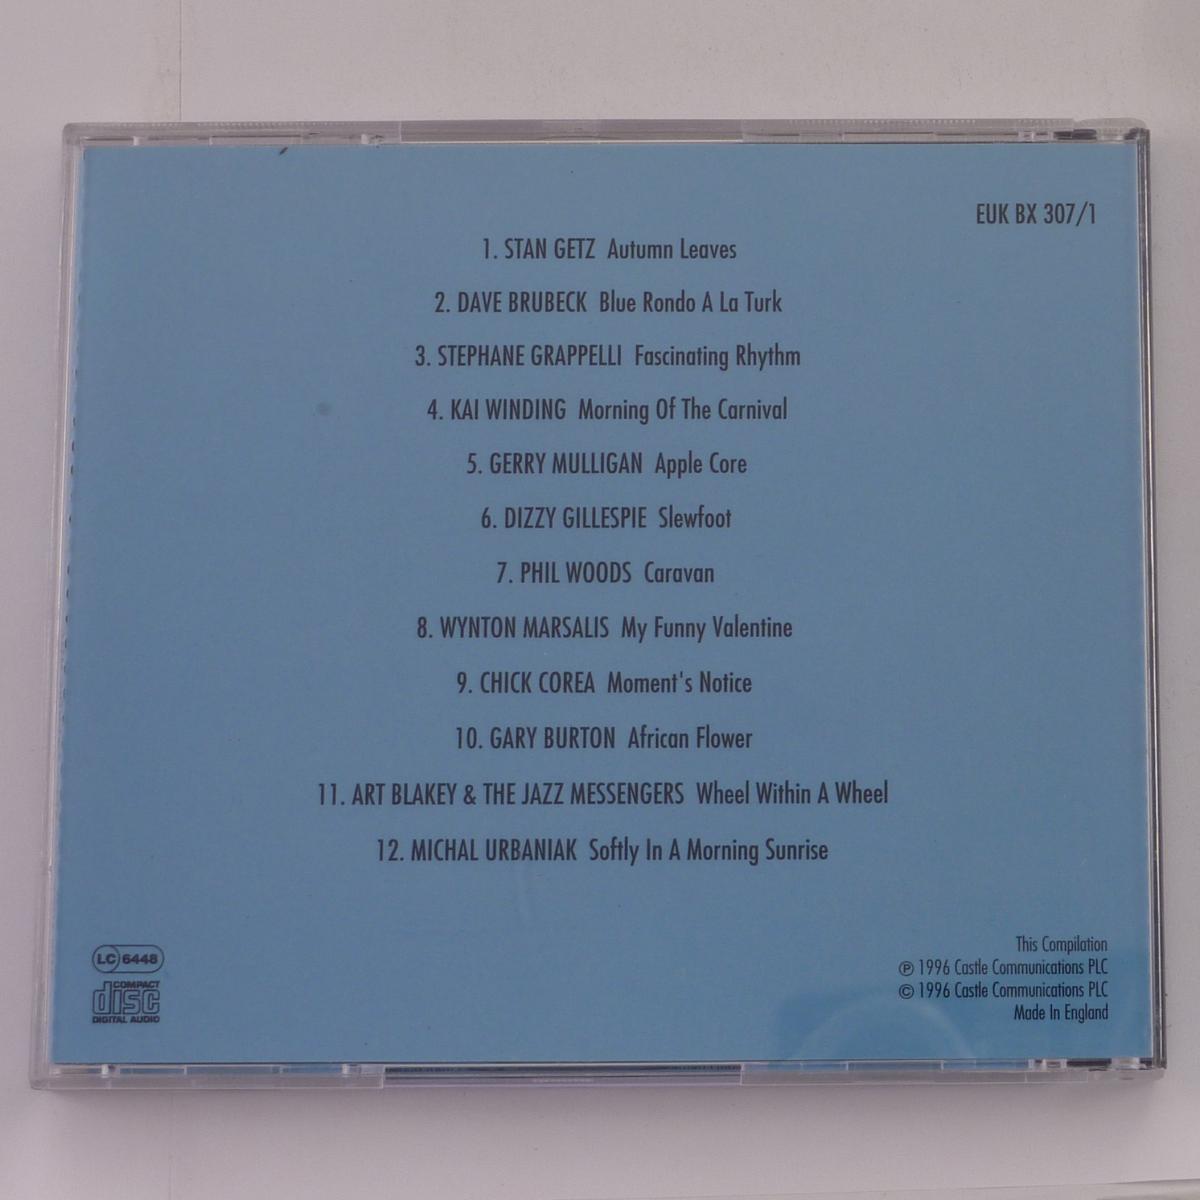 EUK BX 307/1
1. STAN GETZ Autumn Leaves
2. DAVE BRUBECK Blue Rondo A La Turk
3. STEPHANE GRAPPELLI Fascinating Rhythm
4. KAI WINDING Morning Of The Carnival
5. GERRY MULLIGAN Apple Core
6. DIZZY GILLESPIE Slewfoot
7. PHIL WOODS Caravan
8. WYNTON MARSALIS My Funny Valentine
9. CHICK COREA Moment's Notice
10. GARY BURTON African Flower
11. ART BLAKEY & THE JAZZ MESSENGERS Wheel Within A Wheel
12. MICHAL URBANIAK Softly In A Morning Sunrise
LC 6448
COMPACT
disc
DIGITAL AUDIO
This Compilation
℗ 1996 Castle Communications PLC
© 1996 Castle Communications PLC
Made In England